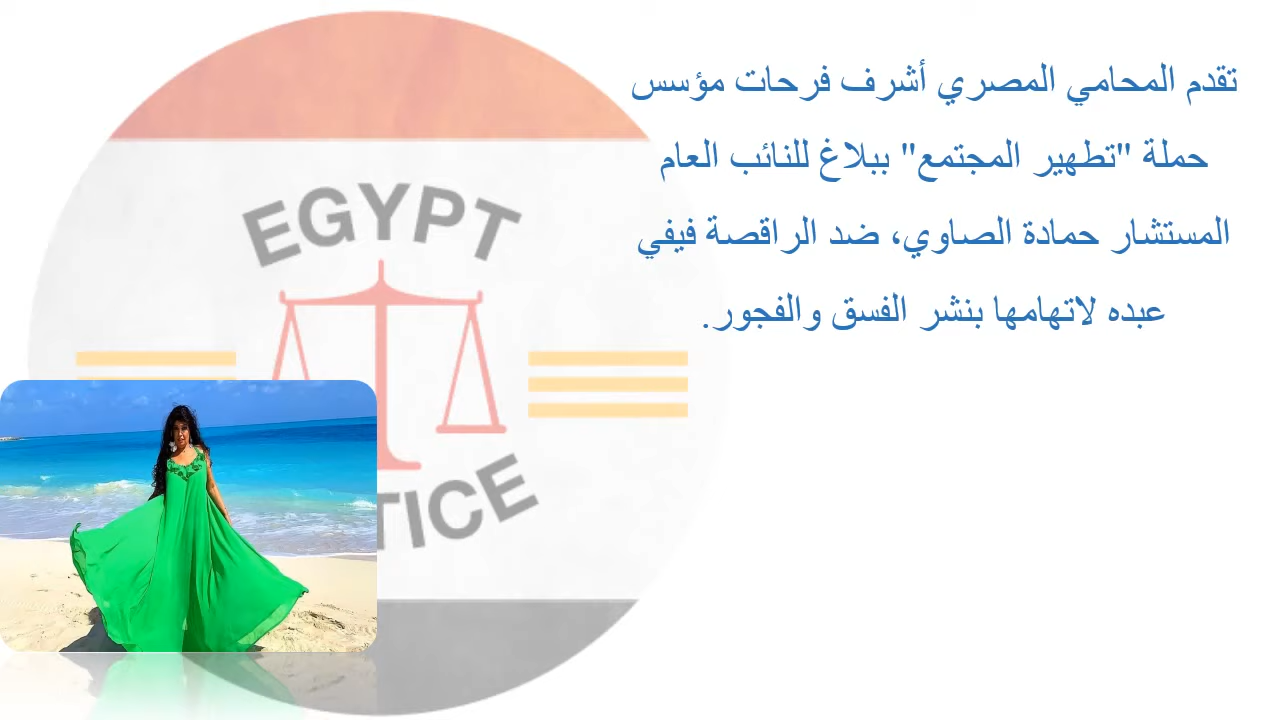 تقدم المحامي المصري أشرف فرحات مؤسس
حملة "تطهير المجتمع" ببلاغ للنائب العام
المستشار حمادة الصاوي، ضد الراقصة فيفي
عبده لاتهامها بنشر الفسق والفجور.
EGYPT
TICE